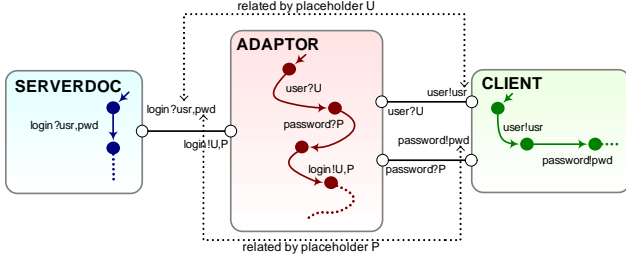 related by placeholder U
ADAPTOR
SERVERDOC
CLIENT
user?U
user!usr
login?usr,pwd
login?usr,pwd
user?U
password?P
user!usr
login!U,P
password!pwd
login!U,P
password?P
password!pwd
related by placeholder P